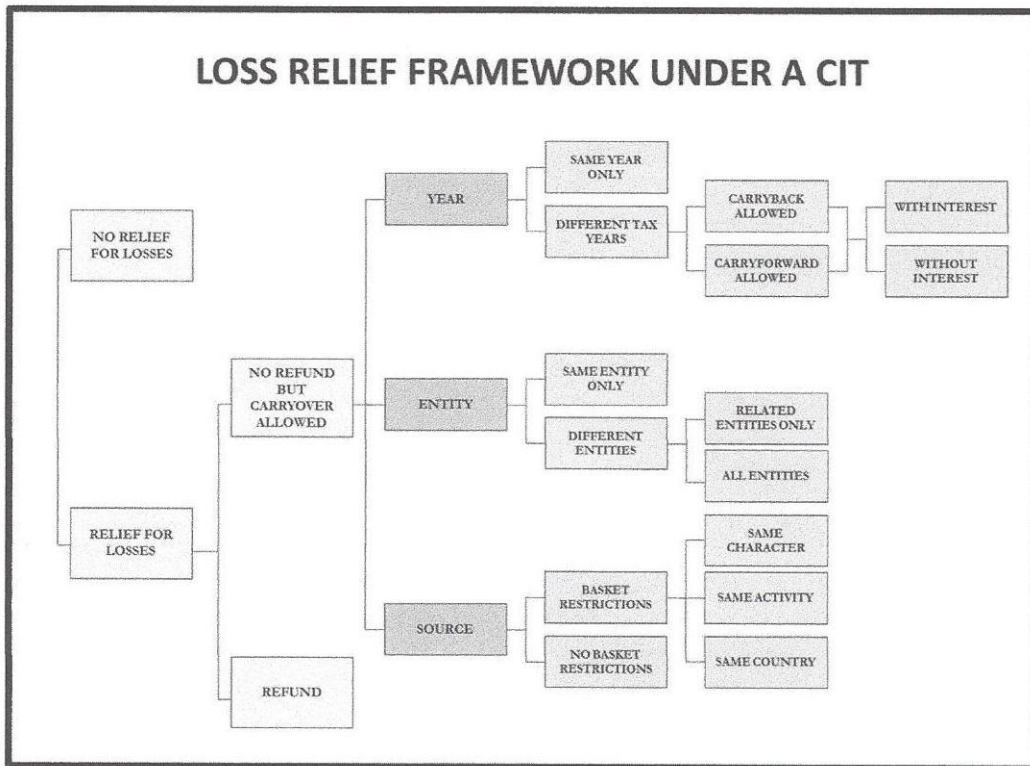 LOSS RELIEF FRAMEWORK UNDER A CIT
NO RELIEF
FOR LOSSES
RELIEF FOR
LOSSES
NO REFUND
BUT
CARRYOVER
ALLOWED
REFUND
YEAR
SAME YEAR
ONLY
DIFFERENT TAX
YEARS
CARRYBACK
ALLOWED
CARRYFORWARD
ALLOWED
WITH INTEREST
WITHOUT
INTEREST
ENTITY
SAME ENTITY
ONLY
DIFFERENT
ENTITIES
RELATED
ENTITIES ONLY
ALL ENTITIES
SOURCE
BASKET
RESTRICTIONS
NO BASKET
RESTRICTIONS
SAME
CHARACTER
SAME ACTIVITY
SAME COUNTRY